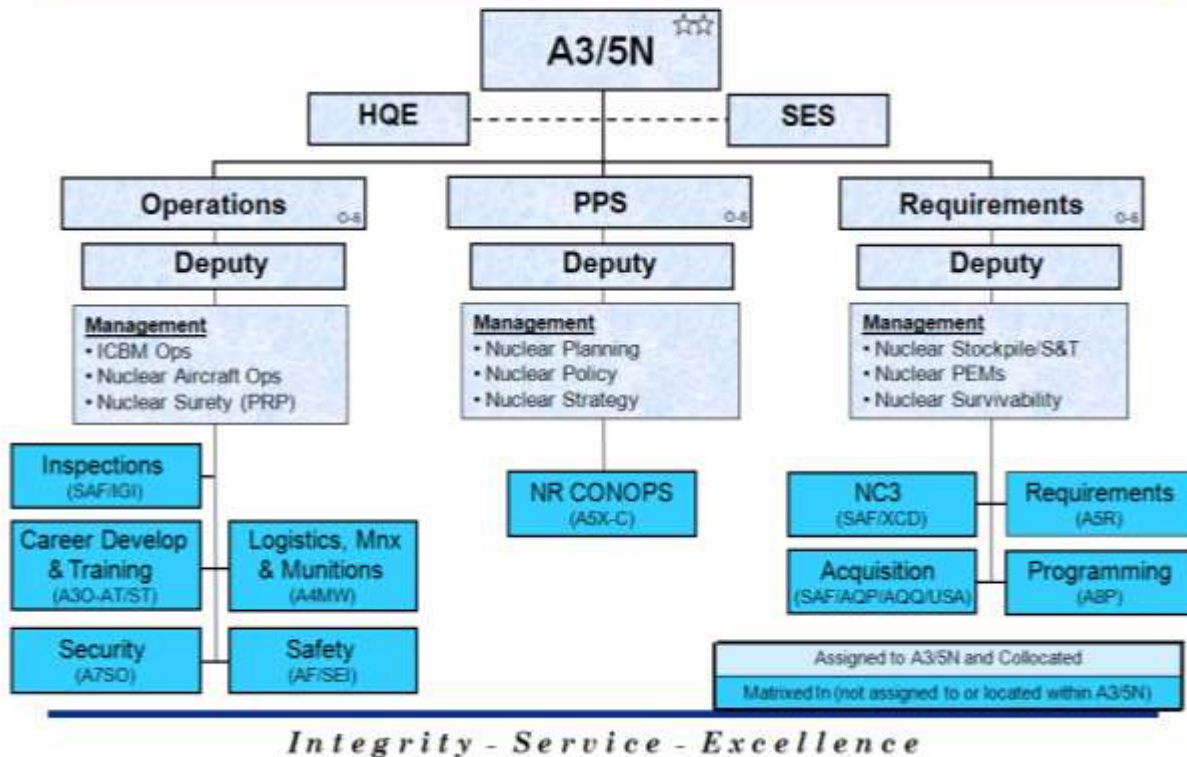 A3/5N
HQE
SES
Operations
O-6
PPS
O-6
Requirements
O-6
Deputy
Deputy
Deputy
Management
• ICBM Ops
• Nuclear Aircraft Ops
• Nuclear Surety (PRP)
Management
• Nuclear Planning
• Nuclear Policy
• Nuclear Strategy
Management
• Nuclear Stockpile/S&T
• Nuclear PEMs
• Nuclear Survivability
Inspections
(SAF/IGI)
Career Develop
& Training
(A3O-AT/ST)
Logistics, Mnx
& Munitions
(A4MW)
Security
(A7SO)
Safety
(AF/SEI)
NR CONOPS
(A5X-C)
NC3
(SAF/XCD)
Requirements
(A5R)
Acquisition
(SAF/AQP/AQQ/USA)
Programming
(A8P)
Assigned to A3/5N and Collocated
Matrixed In (not assigned to or located within A3/5N)
Integrity - Service - Excellence